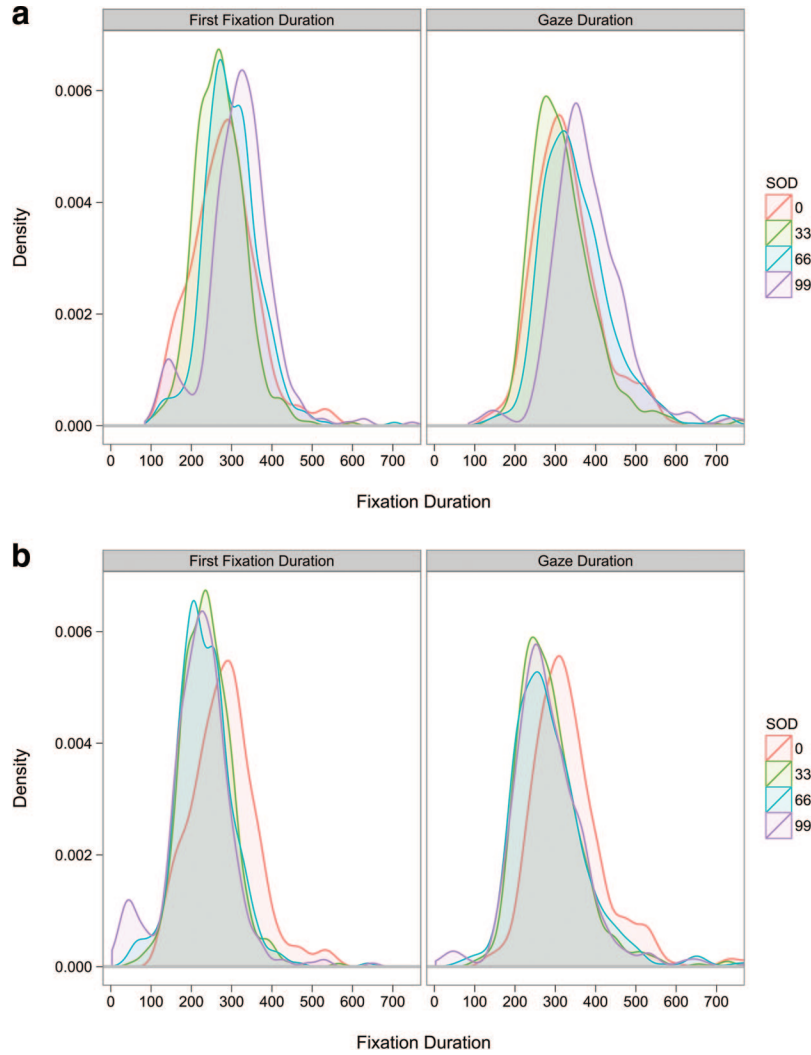 a
First Fixation Duration
Gaze Duration
0.006
0.004
0.002
0.000
Density
0 100 200 300 400 500 600 700
0 100 200 300 400 500 600 700
Fixation Duration
SOD
0
33
66
99
b
First Fixation Duration
Gaze Duration
0.006
0.004
0.002
0.000
Density
0 100 200 300 400 500 600 700
0 100 200 300 400 500 600 700
Fixation Duration
SOD
0
33
66
99